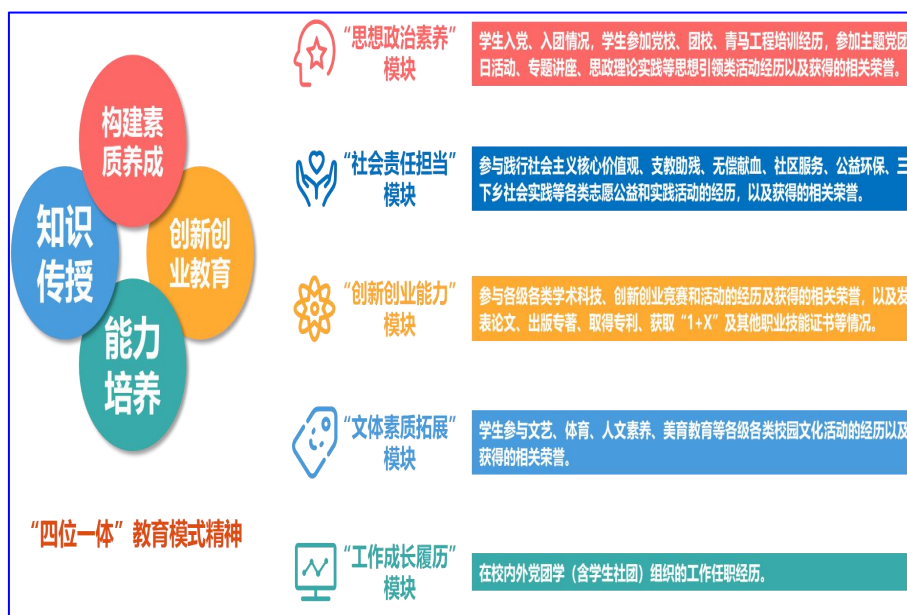 构建素
质养成
知识
传授
创新创
业教育
能力
培养
“四位一体”教育模式精神
“思想政治素养”
模块
学生入党、入团情况，学生参加党校、团校、青马工程培训经历，参加主题党团
日活动、专题讲座、思政理论实践等思想引领类活动经历以及获得的相关荣誉。
“社会责任担当”
模块
参与践行社会主义核心价值观、支教助残、无偿献血、社区服务、公益环保、三
下乡社会实践等各类志愿公益和实践活动的经历，以及获得的相关荣誉。
“创新创业能力”
模块
参与各级各类学术科技、创新创业竞赛和活动的经历及获得的相关荣誉，以及发
表论文、出版专著、取得专利、获取“1+X”及其他职业技能证书等情况。
“文体素质拓展”
模块
学生参与文艺、体育、人文素养、美育教育等各级各类校园文化活动的经历以及
获得的相关荣誉。
“工作成长履历”
模块
在校内外党团学（含学生社团）组织的工作任职经历。